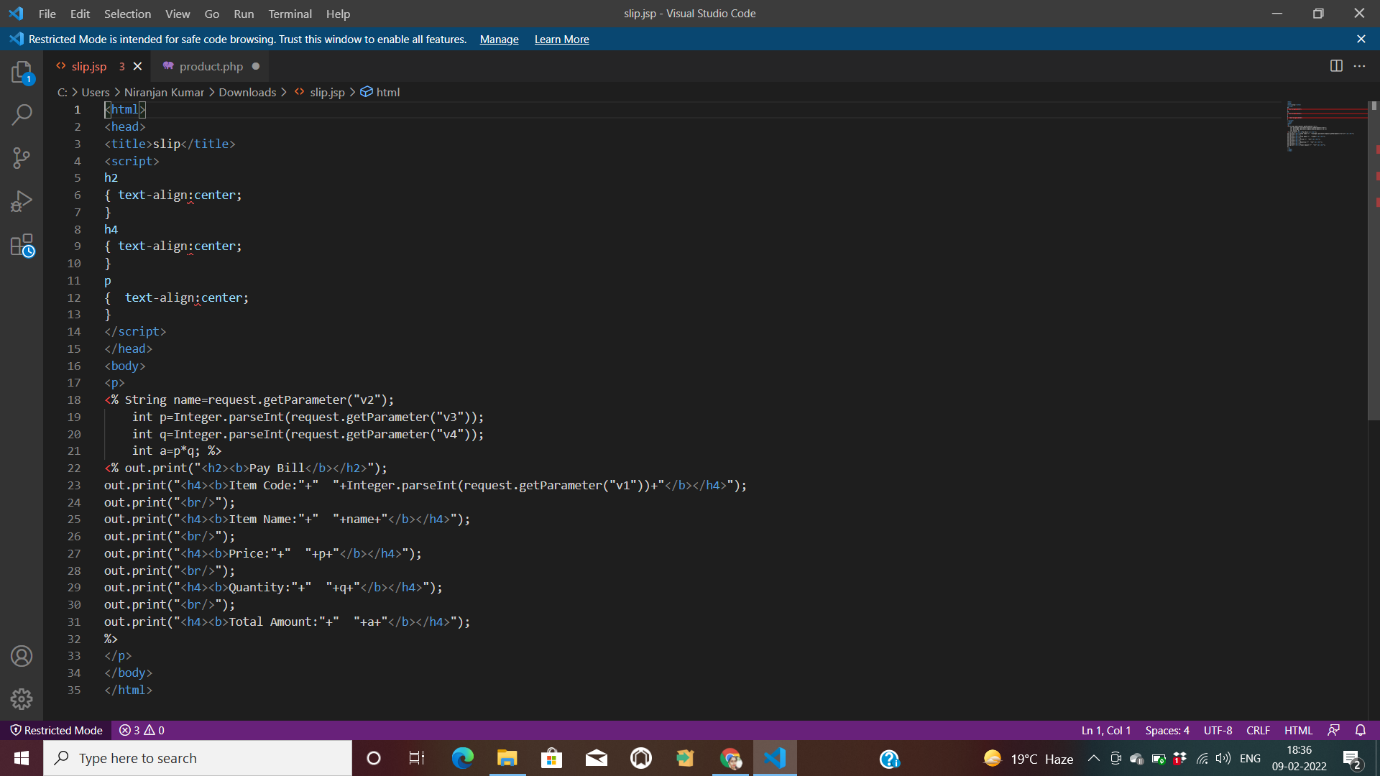 File Edit Selection View Go Run Terminal Help slip.jsp - Visual Studio Code
Restricted Mode is intended for safe code browsing. Trust this window to enable all features. Manage Learn More
slip.jsp 3 product.php
C: > Users > Niranjan Kumar > Downloads > slip.jsp > html
1 <html>
2 <head>
3 <title>slip</title>
4 <script>
5 h2
6 { text-align:center;
7 }
8 h4
9 { text-align:center;
10 }
11 p
12 {  text-align:center;
13 }
14 </script>
15 </head>
16 <body>
17 <p>
18 <% String name=request.getParameter("v2");
19     int p=Integer.parseInt(request.getParameter("v3"));
20     int q=Integer.parseInt(request.getParameter("v4"));
21     int a=p*q; %>
22 <% out.print("<h2><b>Pay Bill</b></h2>");
23 out.print("<h4><b>Item Code:"+"  "+Integer.parseInt(request.getParameter("v1"))+"</b></h4>");
24 out.print("<br/>");
25 out.print("<h4><b>Item Name:"+"  "+name+"</b></h4>");
26 out.print("<br/>");
27 out.print("<h4><b>Price:"+"  "+p+"</b></h4>");
28 out.print("<br/>");
29 out.print("<h4><b>Quantity:"+"  "+q+"</b></h4>");
30 out.print("<br/>");
31 out.print("<h4><b>Total Amount:"+"  "+a+"</b></h4>");
32 %>
33 </p>
34 </body>
35 </html>
Restricted Mode 3 0 Ln 1, Col 1 Spaces: 4 UTF-8 CRLF HTML
Type here to search 19°C Haze ENG 18:36
09-02-2022 2